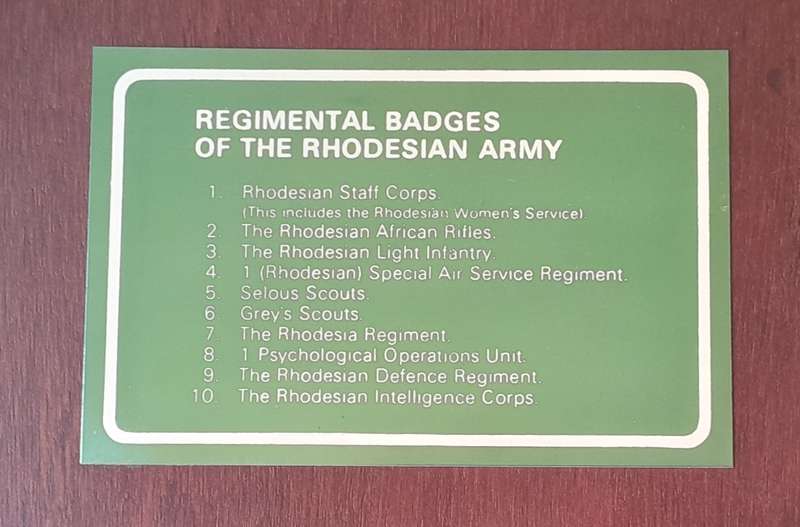 REGIMENTAL BADGES
OF THE RHODESIAN ARMY
1. Rhodesian Staff Corps.
(This includes the Rhodesian Women's Service).
2. The Rhodesian African Rifles.
3. The Rhodesian Light Infantry.
4. 1 (Rhodesian) Special Air Service Regiment.
5. Selous Scouts.
6. Grey's Scouts.
7. The Rhodesia Regiment.
8. 1 Psychological Operations Unit.
9. The Rhodesian Defence Regiment.
10. The Rhodesian Intelligence Corps.